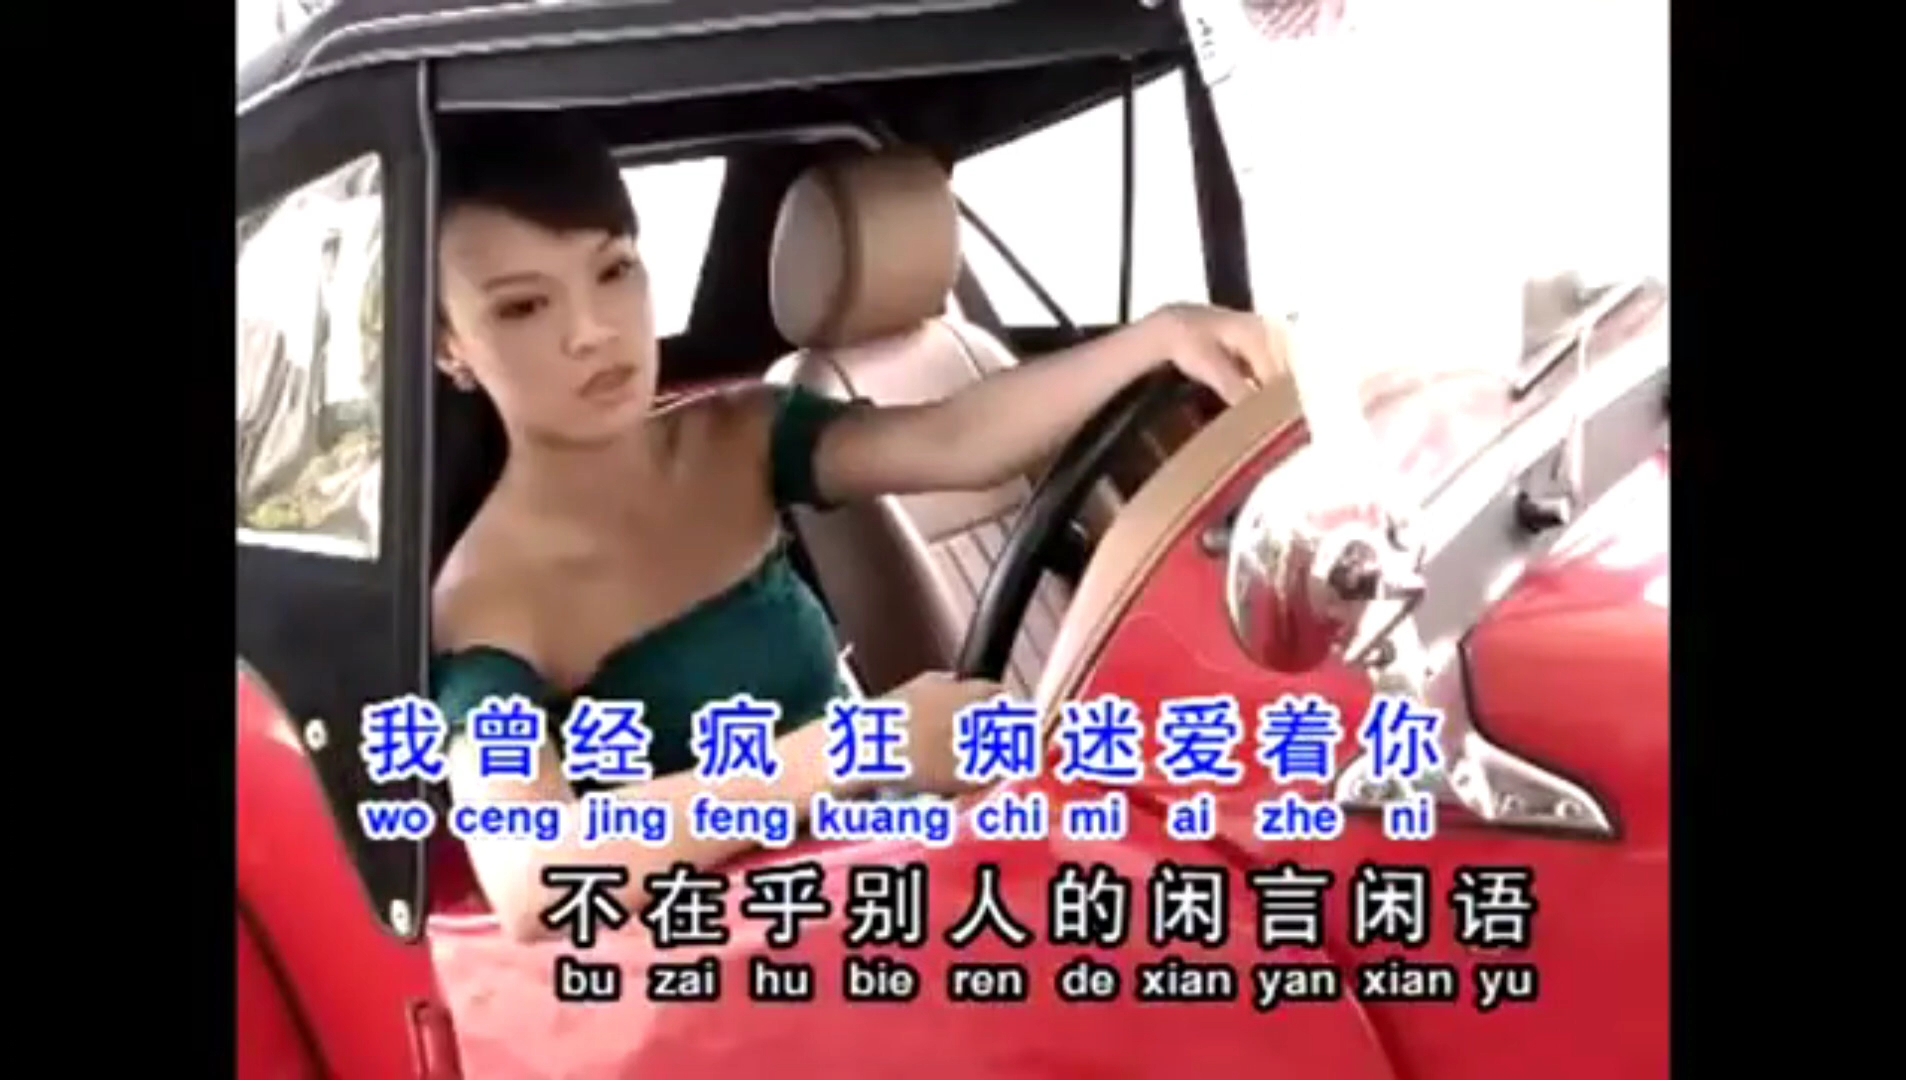 我曾经疯狂痴迷爱着你
wo ceng jing feng kuang chi mi ai zhe ni
不在乎别人的闲言闲语
bu zai hu bie ren de xian yan xian yu